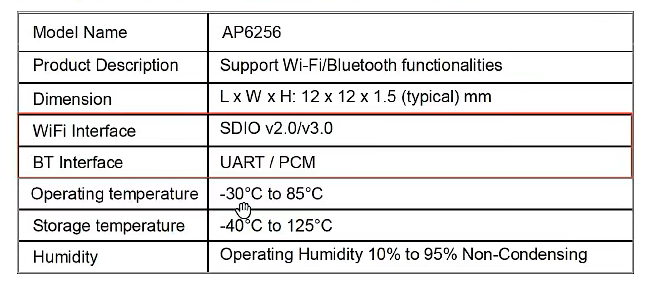 Model Name AP6256
Product Description Support Wi-Fi/Bluetooth functionalities
Dimension L x W x H: 12 x 12 x 1.5 (typical) mm
WiFi Interface SDIO v2.0/v3.0
BT Interface UART / PCM
Operating temperature -30°C to 85°C
Storage temperature -40°C to 125°C
Humidity Operating Humidity 10% to 95% Non-Condensing